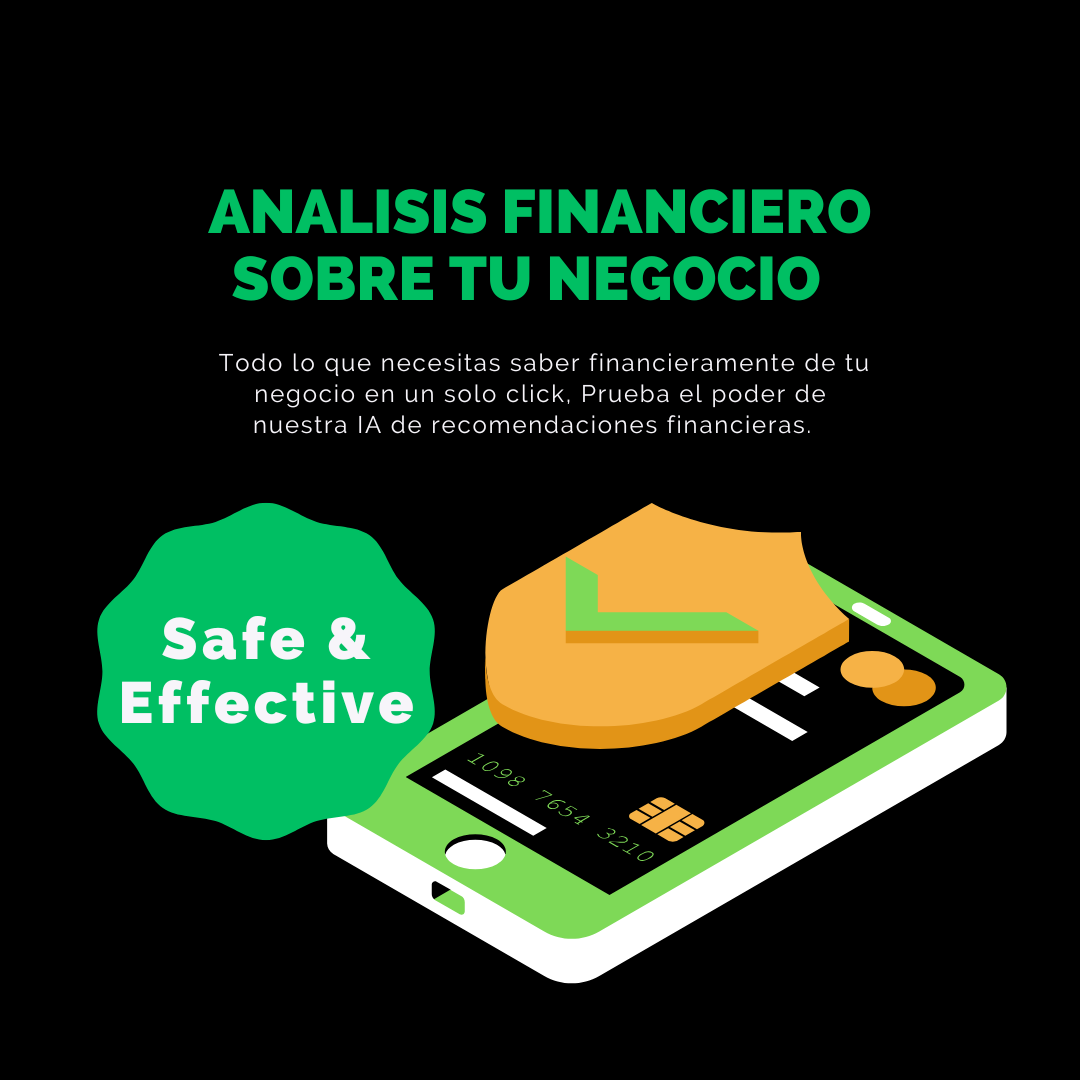 ANALISIS FINANCIERO
SOBRE TU NEGOCIO
Todo lo que necesitas saber financieramente de tu
negocio en un solo click, Prueba el poder de
nuestra IA de recomendaciones financieras.
Safe &
Effective
1098 7654 3210